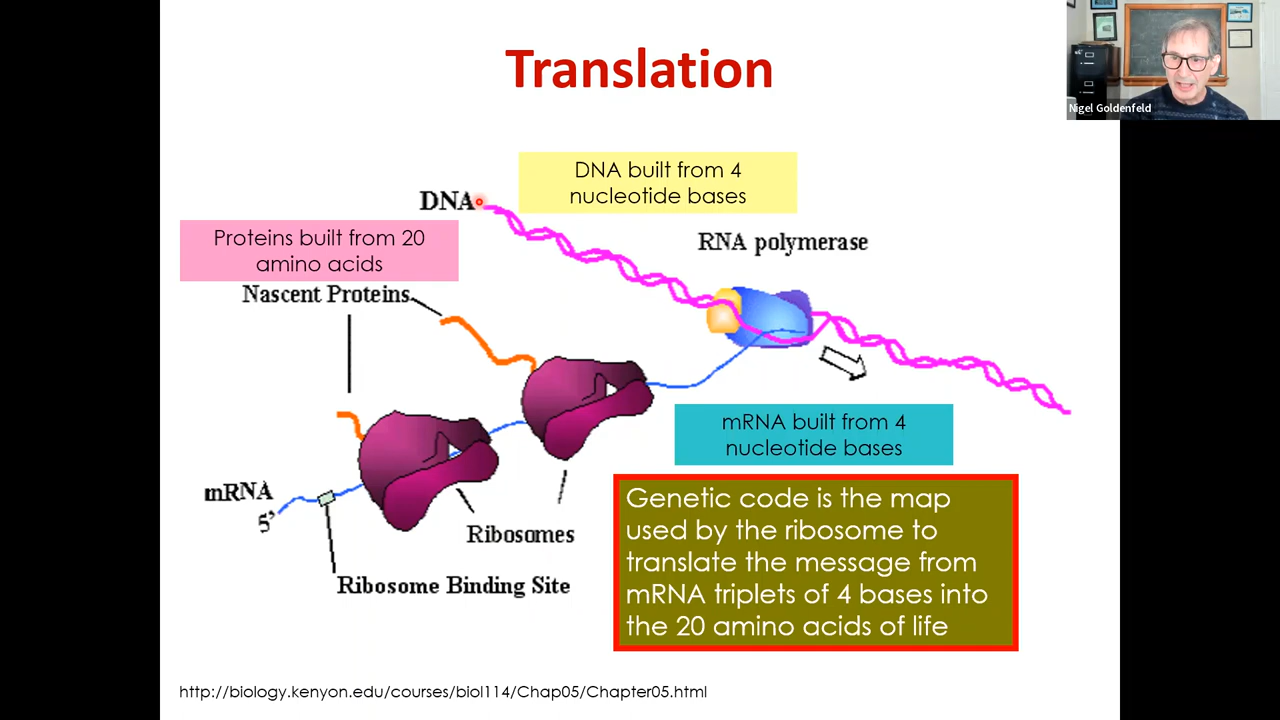 Translation
Nigel Goldenfeld
DNA built from 4
nucleotide bases
DNA
Proteins built from 20
amino acids
RNA polymerase
Nascent Proteins
mRNA built from 4
nucleotide bases
mRNA
5'
Ribosomes
Ribosome Binding Site
Genetic code is the map
used by the ribosome to
translate the message from
mRNA triplets of 4 bases into
the 20 amino acids of life
http://biology.kenyon.edu/courses/biol114/Chap05/Chapter05.html